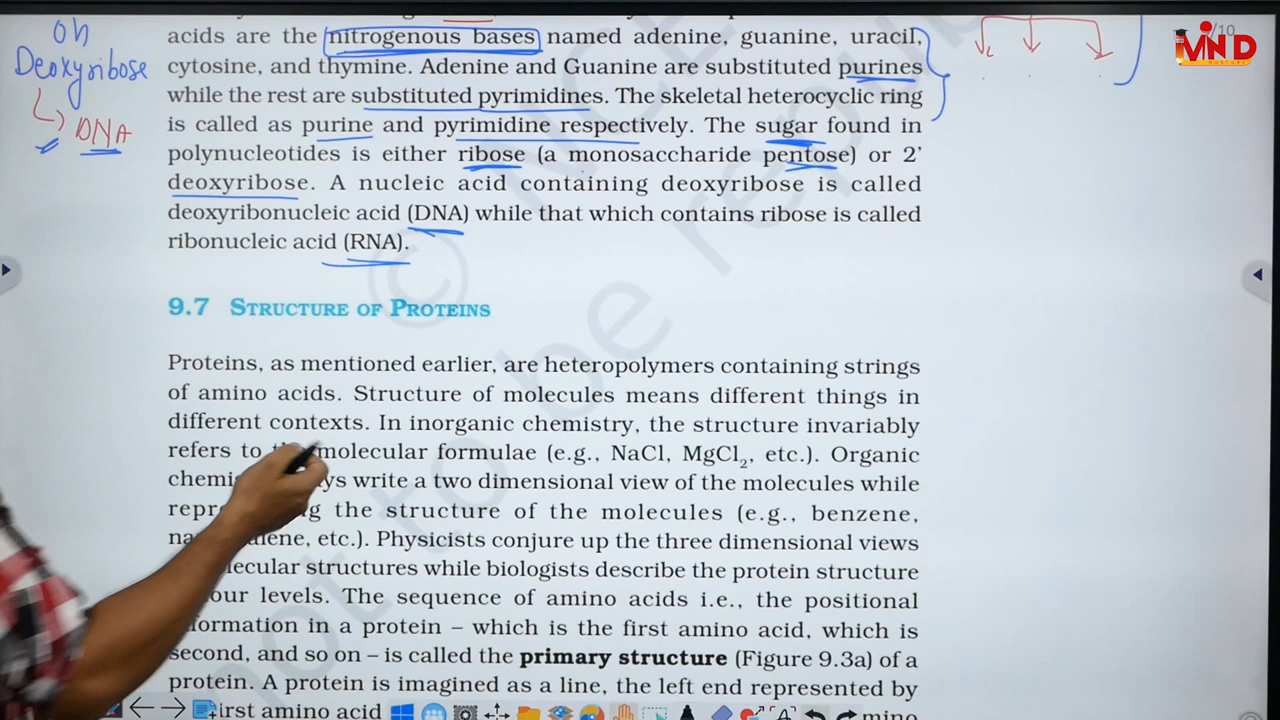 oh
Deoxyribose
DNA
/10
MIND
acids are the nitrogenous bases named adenine, guanine, uracil,
cytosine, and thymine. Adenine and Guanine are substituted purines
while the rest are substituted pyrimidines. The skeletal heterocyclic ring
is called as purine and pyrimidine respectively. The sugar found in
polynucleotides is either ribose (a monosaccharide pentose) or 2'
deoxyribose. A nucleic acid containing deoxyribose is called
deoxyribonucleic acid (DNA) while that which contains ribose is called
ribonucleic acid (RNA).
9.7 STRUCTURE OF PROTEINS
Proteins, as mentioned earlier, are heteropolymers containing strings
of amino acids. Structure of molecules means different things in
different contexts. In inorganic chemistry, the structure invariably
refers to molecular formulae (e.g., NaCl, MgCl₂, etc.). Organic
write a two dimensional view of the molecules while
the structure of the molecules (e.g., benzene,
etc.). Physicists conjure up the three dimensional views
structures while biologists describe the protein structure
levels. The sequence of amino acids i.e., the positional
in a protein – which is the first amino acid, which is
second, and so on – is called the primary structure (Figure 9.3a) of a
protein. A protein is imagined as a line, the left end represented by
first amino acid
© NCE
not to be repub